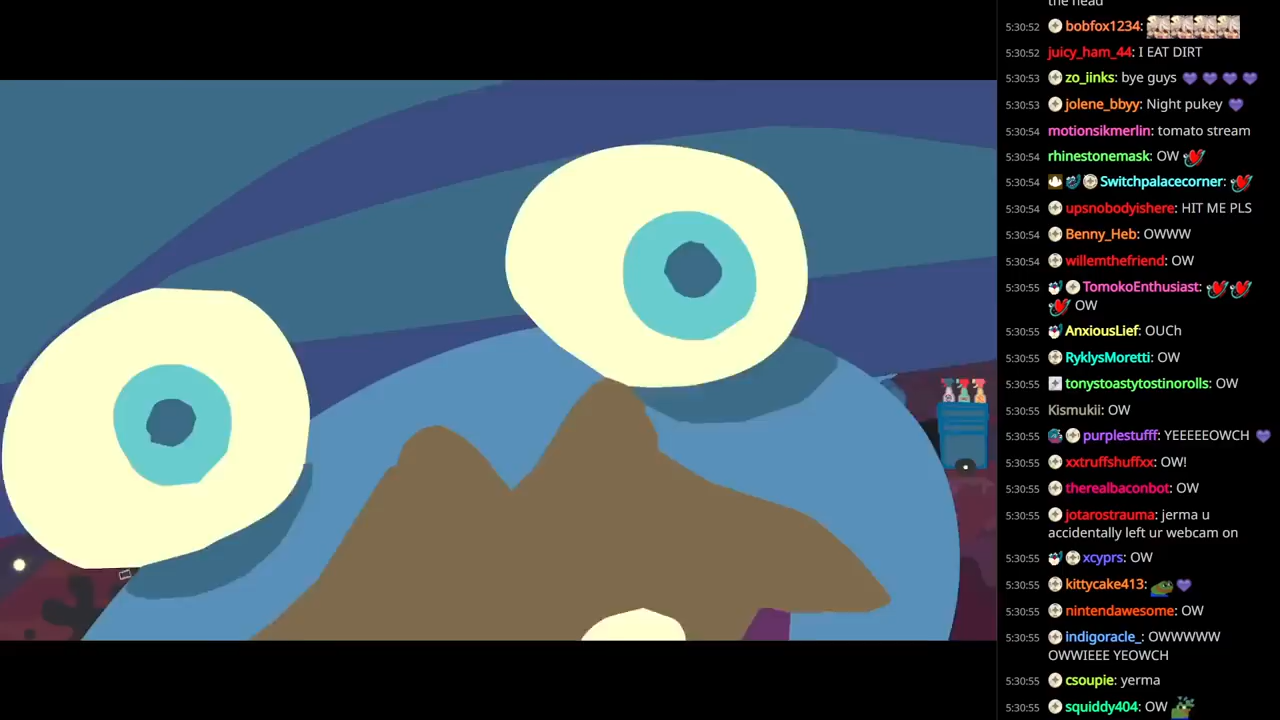 the head
5:30:52 bobfox1234:
5:30:52 juicy_ham_44: I EAT DIRT
5:30:53 zo_iinks: bye guys 💜 💜 💜 💜
5:30:53 jolene_bbyy: Night pukey 💜
5:30:54 motionsikmerlin: tomato stream
5:30:54 rhinestonemask: OW
5:30:54 Switchpalacecorner:
5:30:54 upsnobodyishere: HIT ME PLS
5:30:54 Benny_Heb: OWWW
5:30:54 willemthefriend: OW
5:30:55 TomokoEnthusiast:
OW
5:30:55 AnxiousLief: OUCh
5:30:55 RyklysMoretti: OW
5:30:55 tonystoastytostinorolls: OW
5:30:55 Kismukii: OW
5:30:55 purplestufff: YEEEEEOWCH 💜
5:30:55 xxtruffshuffxx: OW!
5:30:55 therealbaconbot: OW
5:30:55 jotarostrauma: jerma u
accidentally left ur webcam on
5:30:55 xcyprs: OW
5:30:55 kittycake413: 💜
5:30:55 nintendawesome: OW
5:30:55 indigoracle_: OWWWWW
OWWIEEE YEOWCH
5:30:55 csoupie: yerma
5:30:55 squiddy404: OW